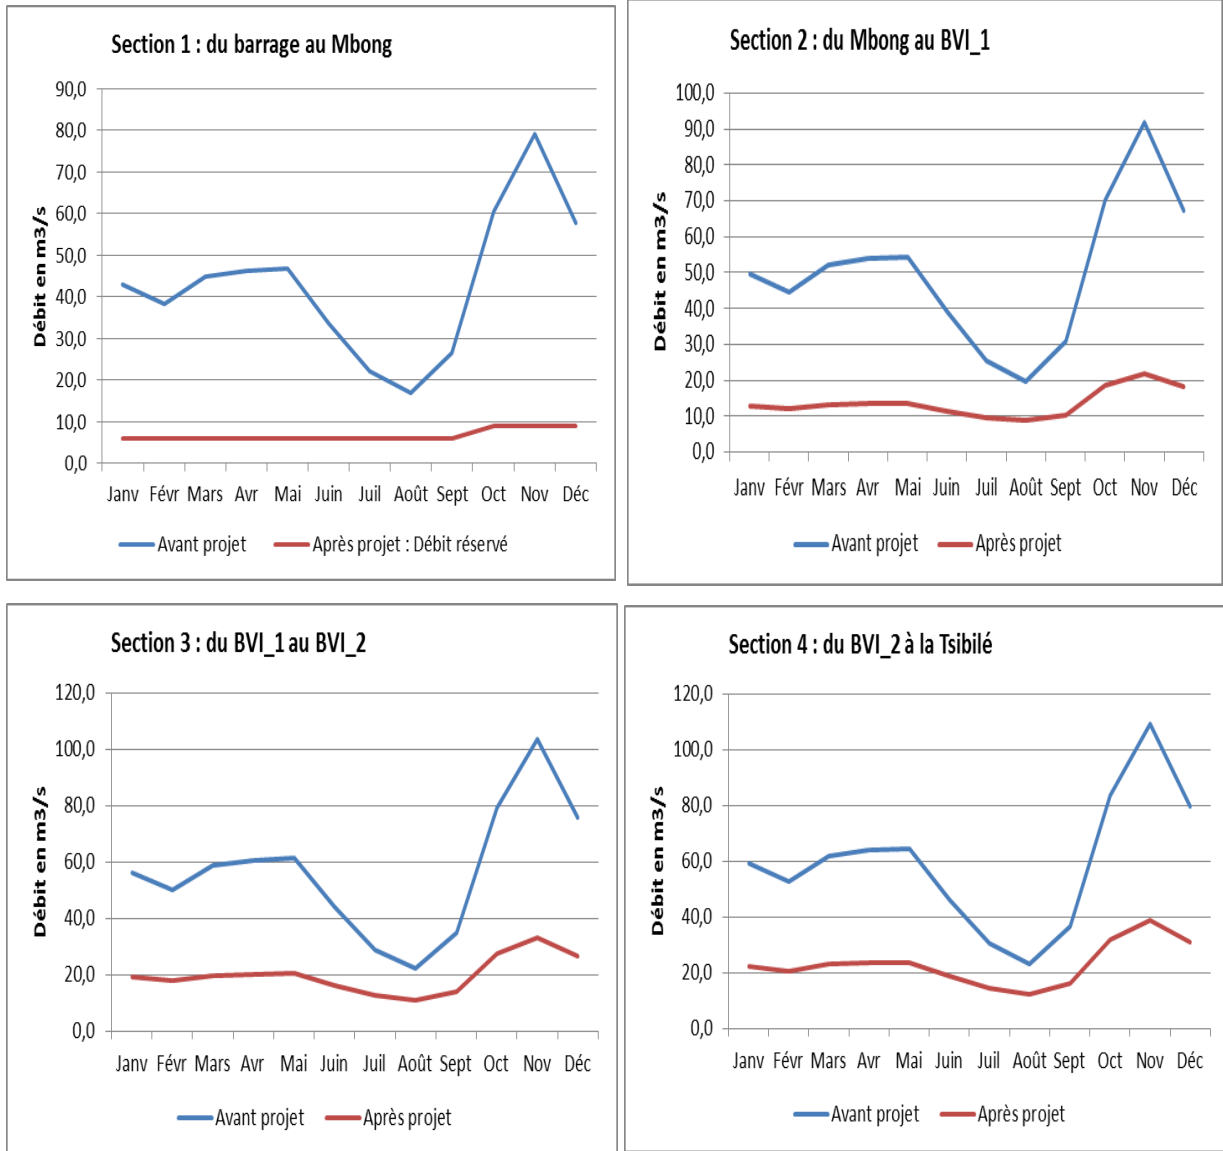 Section 1 : du barrage au Mbong
90,0
80,0
70,0
60,0
50,0
40,0
30,0
20,0
10,0
0,0
Débit en m3/s
Janv Févr Mars Avr Mai Juin Juil Août Sept Oct Nov Déc
Avant projet Après projet : Débit réservé
Section 2 : du Mbong au BVI_1
100,0
90,0
80,0
70,0
60,0
50,0
40,0
30,0
20,0
10,0
0,0
Débit en m3/s
Janv Févr Mars Avr Mai Juin Juil Août Sept Oct Nov Déc
Avant projet Après projet
Section 3 : du BVI_1 au BVI_2
120,0
100,0
80,0
60,0
40,0
20,0
0,0
Débit en m3/s
Janv Févr Mars Avr Mai Juin Juil Août Sept Oct Nov Déc
Avant projet Après projet
Section 4 : du BVI_2 à la Tsibilé
120,0
100,0
80,0
60,0
40,0
20,0
0,0
Débit en m3/s
Janv Févr Mars Avr Mai Juin Juil Août Sept Oct Nov Déc
Avant projet Après projet